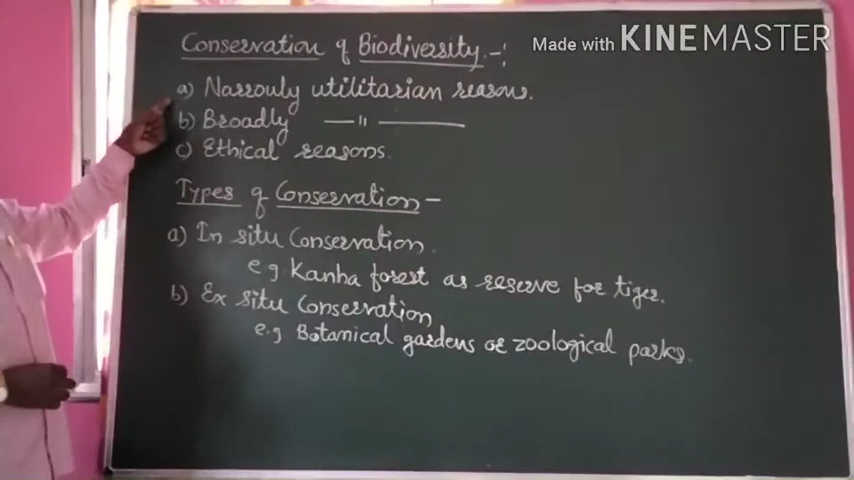 Conservation of Biodiversity -:
Made with KINEMASTER
a) Narrowly utilitarian reasons.
b) Broadly —"—
c) Ethical reasons.
Types of Conservation -
a) In situ Conservation.
e g Kanha forest as reserve for tiger.
b) Ex situ Conservation
e.g Botanical gardens or zoological parks.